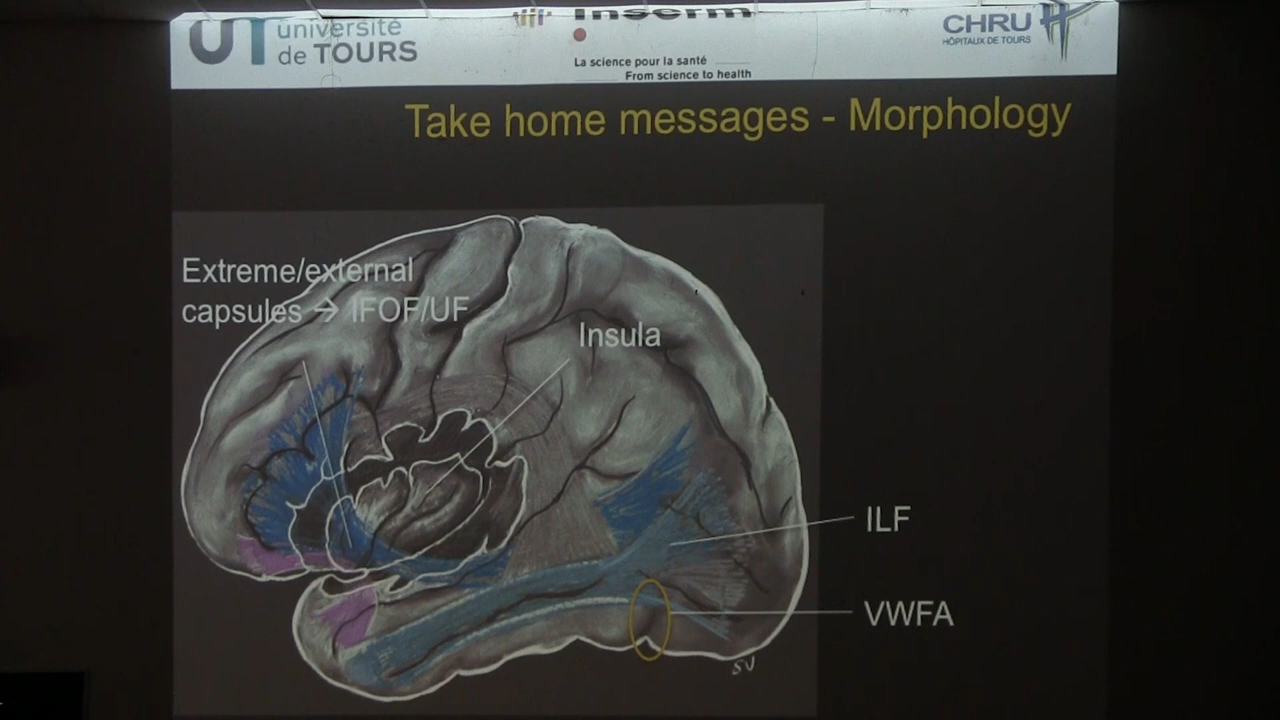 UT université
de TOURS
Inserm
La science pour la santé
From science to health
CHRU
HÔPITAUX DE TOURS
Take home messages - Morphology
Extreme/external
capsules → IFOF/UF
Insula
ILF
VWFA
SV